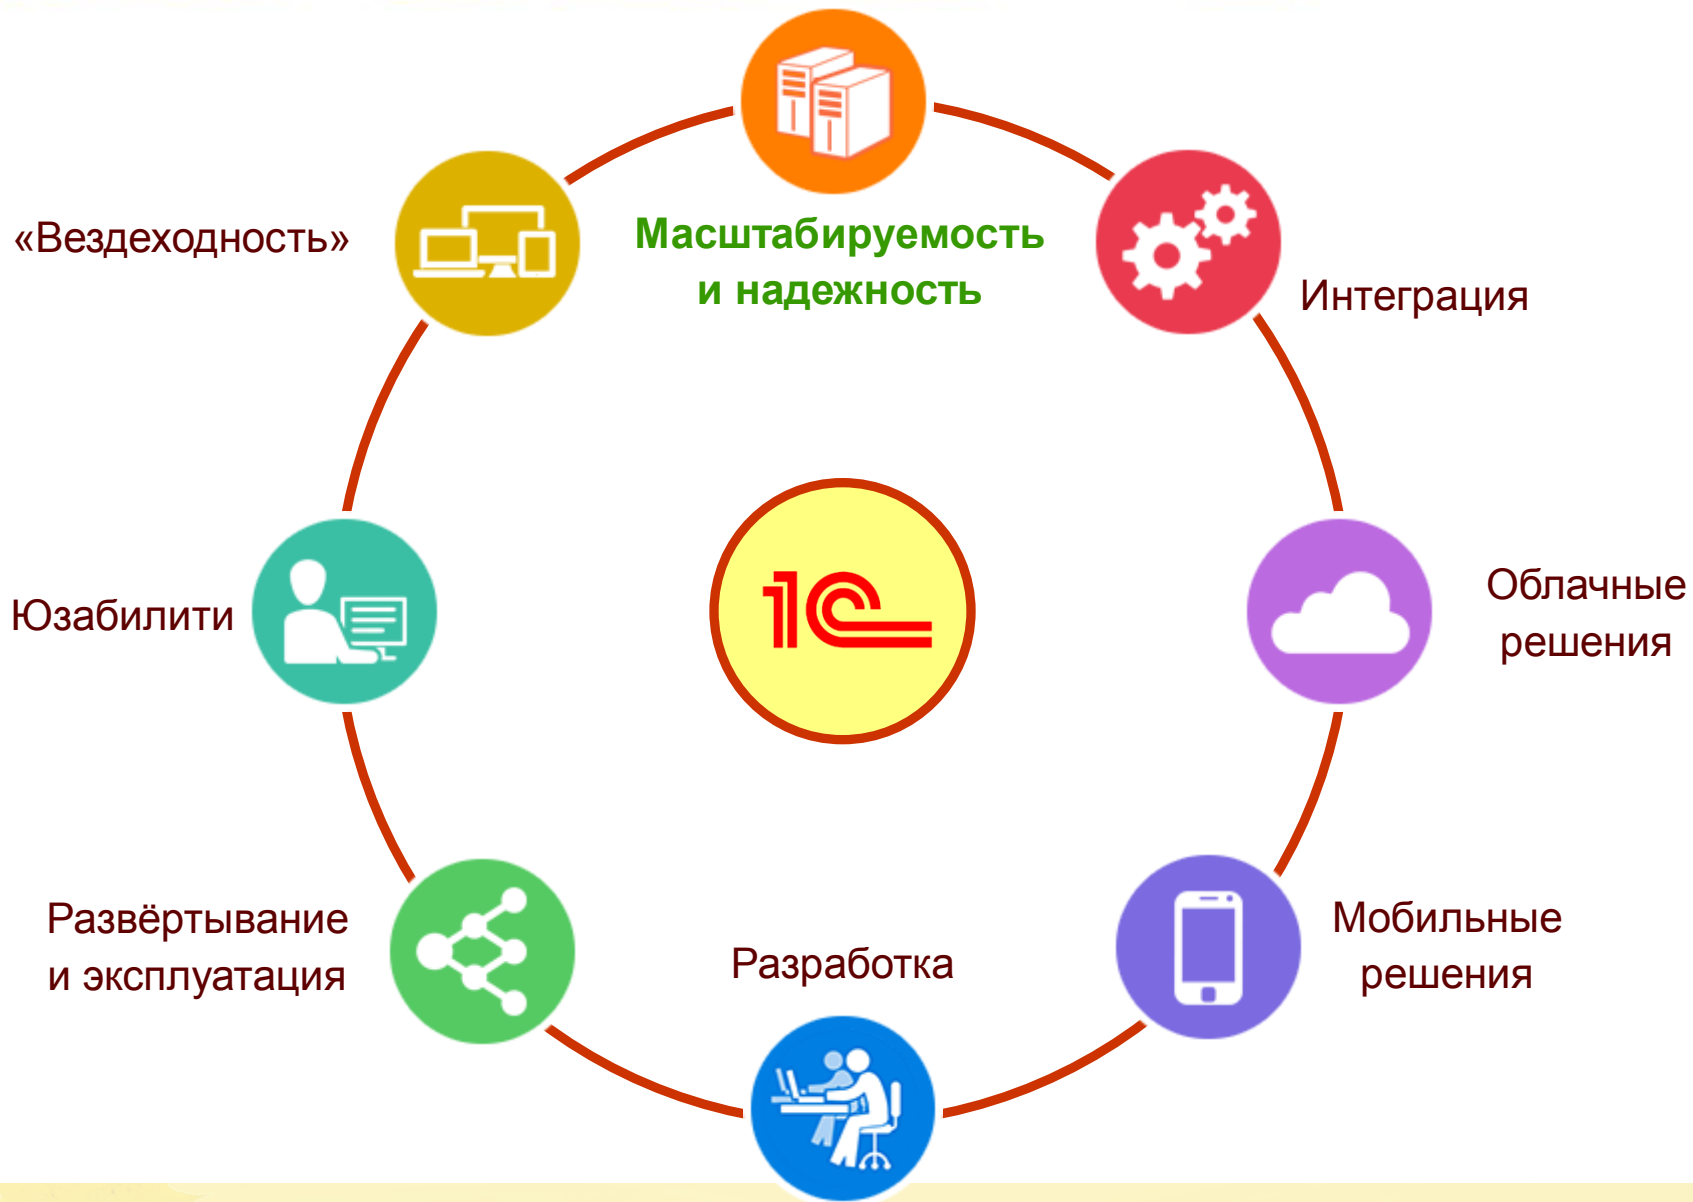 Масштабируемость
и надежность
«Вездеходность»
Интеграция
Юзабилити
1С
Облачные
решения
Развёртывание
и эксплуатация
Разработка
Мобильные
решения